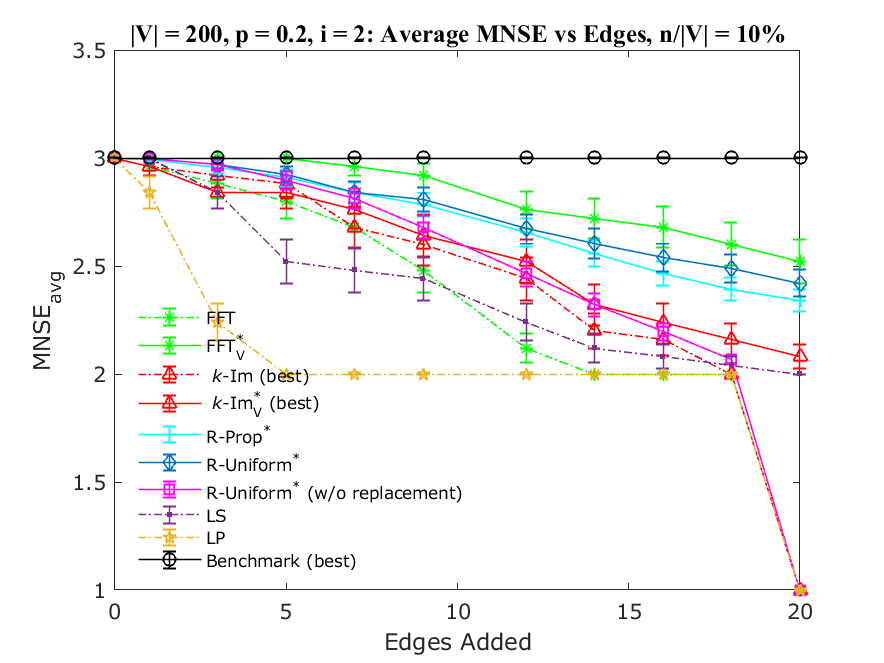 |V| = 200, p = 0.2, i = 2: Average MNSE vs Edges, n/|V| = 10%
3.5
3
2.5
2
1.5
1
MNSE_avg
FFT
FFT*_V
k-Im (best)
k-Im*_V (best)
R-Prop*
R-Uniform*
R-Uniform* (w/o replacement)
LS
LP
Benchmark (best)
0 5 10 15 20
Edges Added